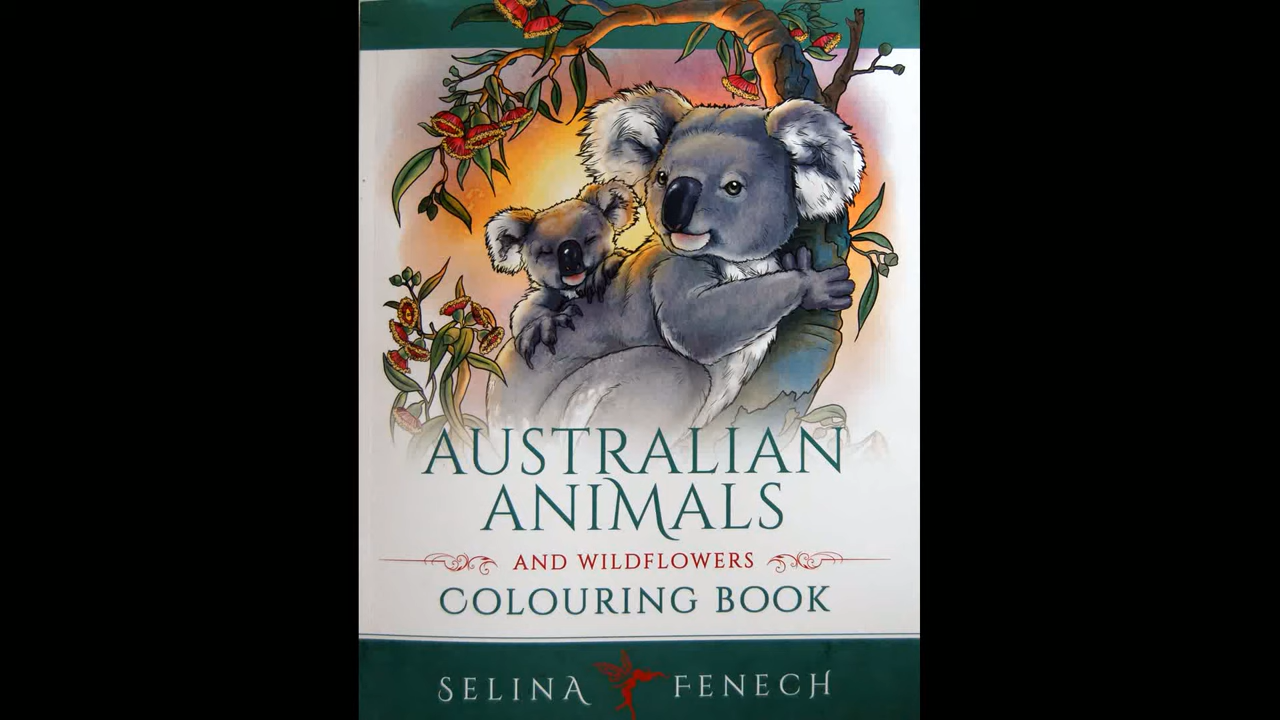 AUSTRALIAN
ANIMALS
AND WILDFLOWERS
COLOURING BOOK
SELINA FENECH